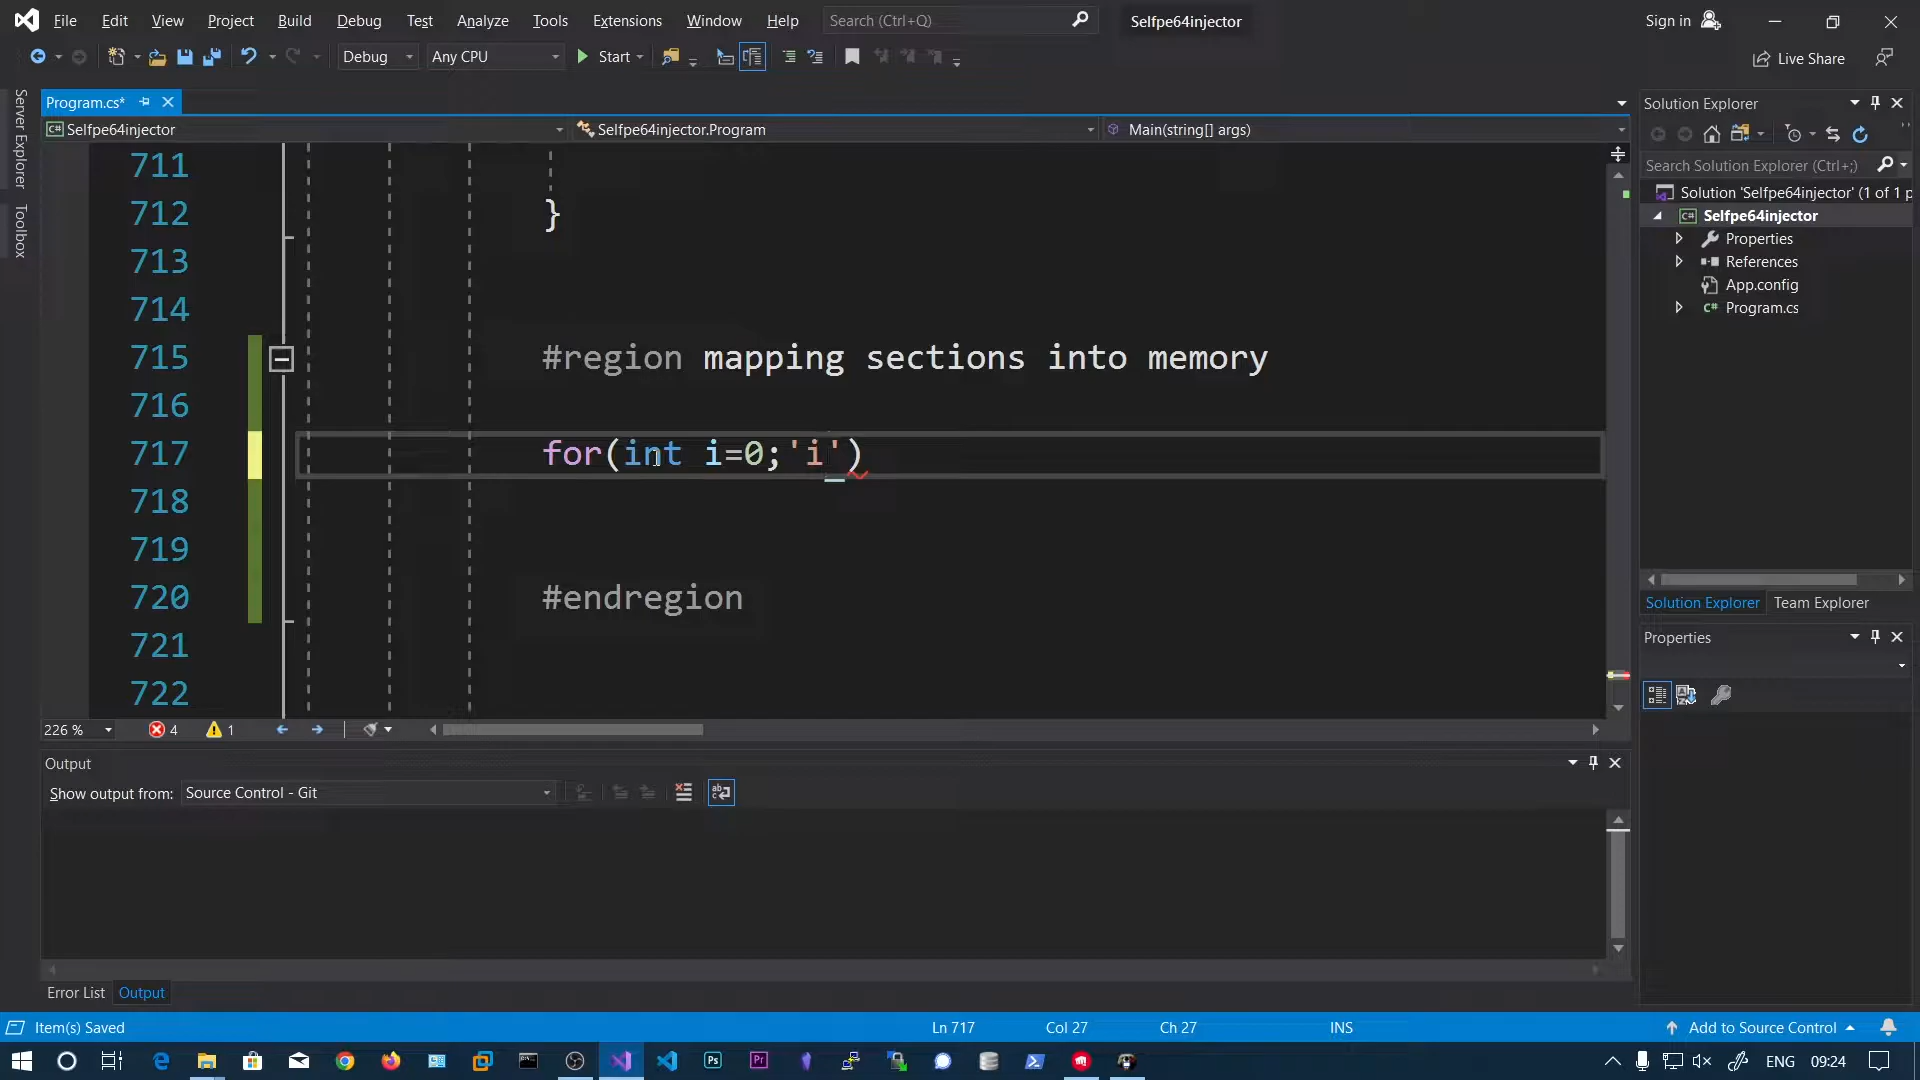 File Edit View Project Build Debug Test Analyze Tools Extensions Window Help Search (Ctrl+Q) Selfpe64injector Sign in
Debug Any CPU Start Live Share
Server Explorer
Toolbox
Program.cs*
Selfpe64injector Selfpe64injector.Program Main(string[] args)
711
712 }
713
714
715 #region mapping sections into memory
716
717 for(int i=0;'i')
718
719
720 #endregion
721
722
226 % 4 1
Output
Show output from: Source Control - Git
Error List Output
Solution Explorer
Search Solution Explorer (Ctrl+;)
Solution 'Selfpe64injector' (1 of 1 p
Selfpe64injector
Properties
References
App.config
Program.cs
Solution Explorer Team Explorer
Properties
Item(s) Saved Ln 717 Col 27 Ch 27 INS Add to Source Control
ENG 09:24